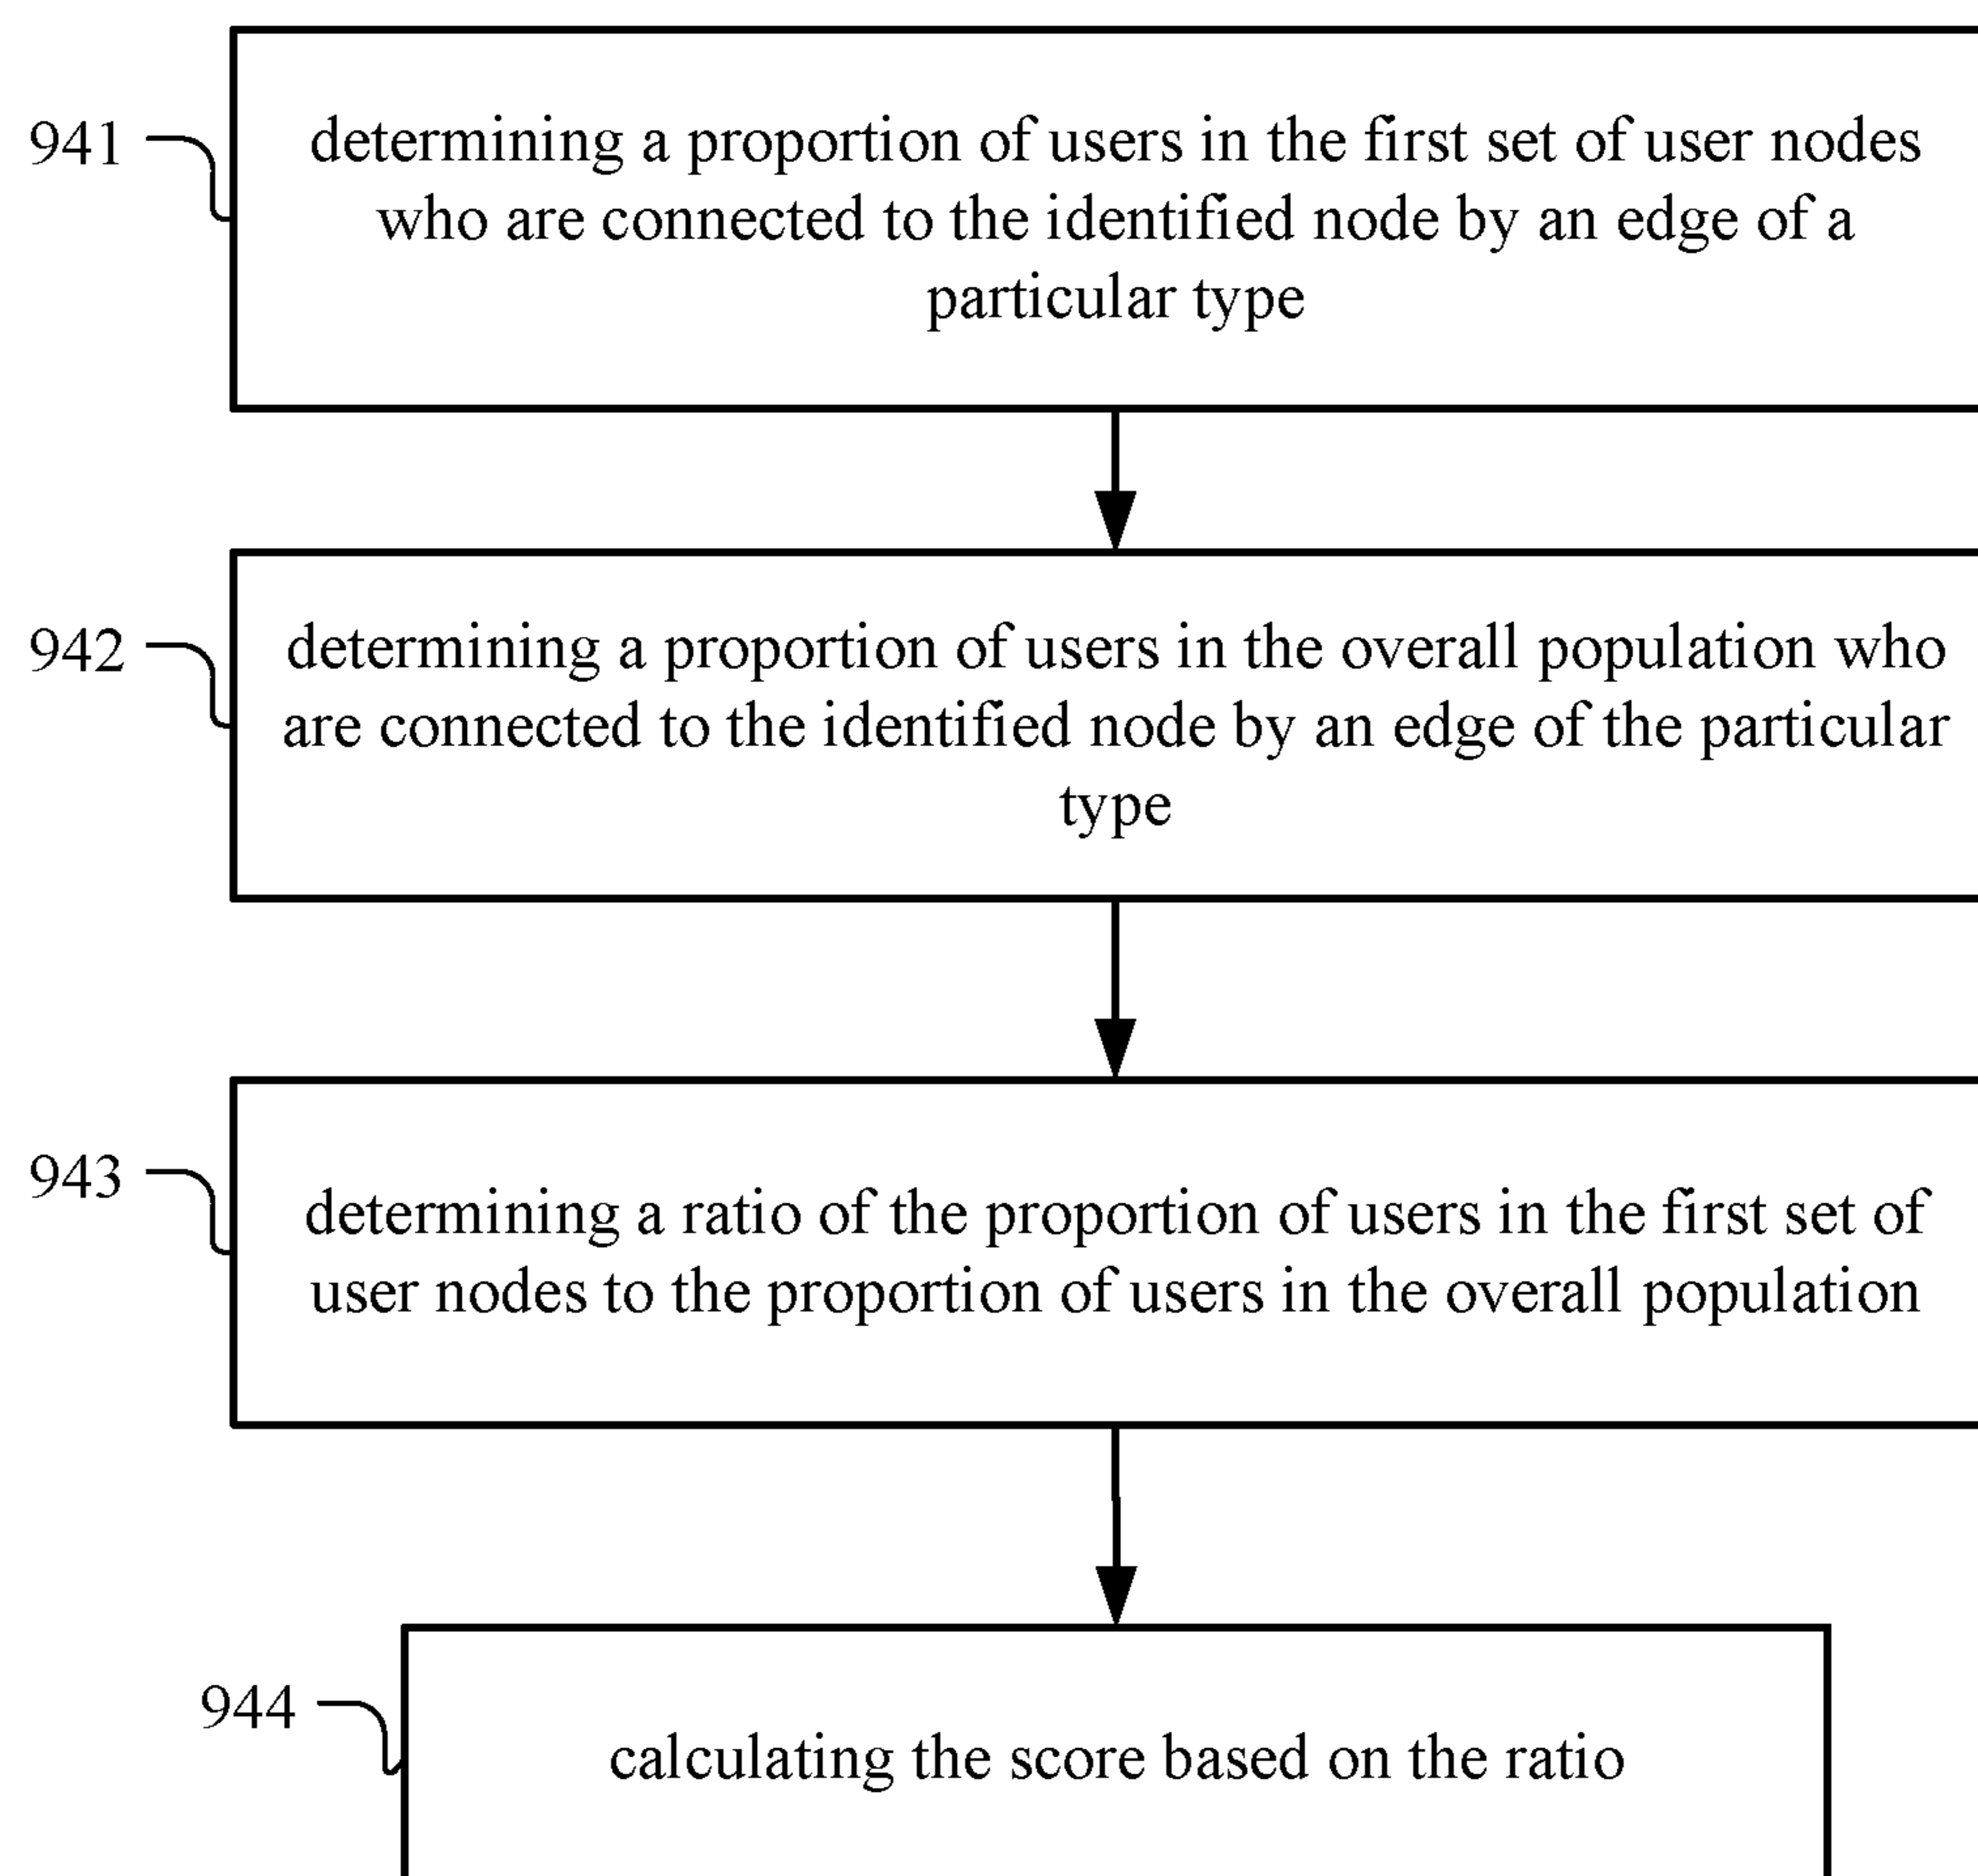 941
determining a proportion of users in the first set of user nodes
who are connected to the identified node by an edge of a
particular type
942
determining a proportion of users in the overall population who
are connected to the identified node by an edge of the particular
type
943
determining a ratio of the proportion of users in the first set of
user nodes to the proportion of users in the overall population
944
calculating the score based on the ratio